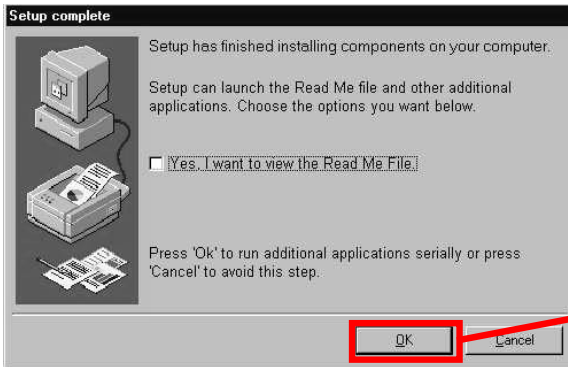 Setup complete
Setup has finished installing components on your computer.
Setup can launch the Read Me file and other additional
applications. Choose the options you want below.
Yes, I want to view the Read Me File.
Press 'Ok' to run additional applications serially or press
'Cancel' to avoid this step.
OK
Cancel